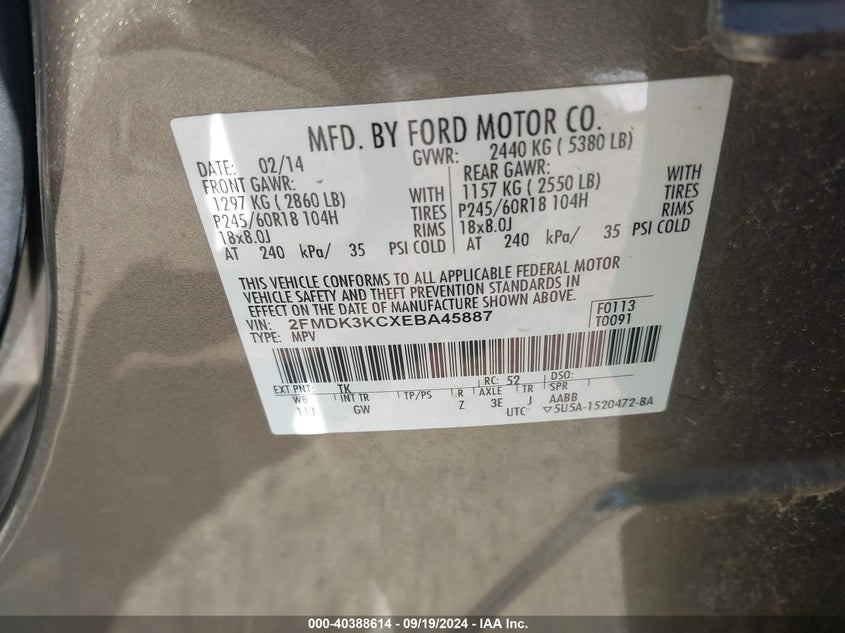 MFD. BY FORD MOTOR CO.
DATE: 02/14 GVWR: 2440 KG ( 5380 LB)
FRONT GAWR: REAR GAWR:
1297 KG ( 2860 LB) WITH 1157 KG ( 2550 LB) WITH
P245/60R18 104H TIRES P245/60R18 104H TIRES
18x8.0J RIMS 18x8.0J RIMS
AT 240 kPa/ 35 PSI COLD AT 240 kPa/ 35 PSI COLD
THIS VEHICLE CONFORMS TO ALL APPLICABLE FEDERAL MOTOR
VEHICLE SAFETY AND THEFT PREVENTION STANDARDS IN
EFFECT ON THE DATE OF MANUFACTURE SHOWN ABOVE.
VIN: 2FMDK3KCXEBA45887 F0113
TYPE: MPV T0091
EXT PNT: TK RC: 52 DSO:
WB INT TR TP/PS R AXLE TR SPR
111 GW Z 3E J AABB
UTC ▽5U5A-1520472-BA
000-40388614 - 09/19/2024 - IAA Inc.